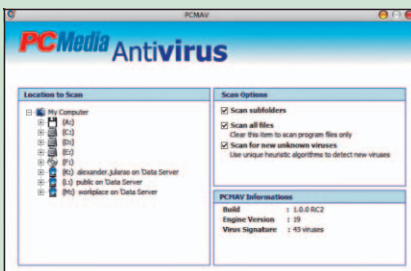 PCMAV
PCMedia Antivirus
Location to Scan
My Computer
(A:)
(C:)
(D:)
(E:)
(F:)
(K:) alexander.juliarso on 'Data Server'
(L:) public on 'Data Server'
(M:) workplace on 'Data Server'
Scan Options
Scan subfolders
Scan all files
Clear this item to scan program files only
Scan for new unknown viruses
Use unique heuristic algorithms to detect new viruses
PCMAV Informations
Build : 1.0.0 RC2
Engine Version : 19
Virus Signature : 43 viruses